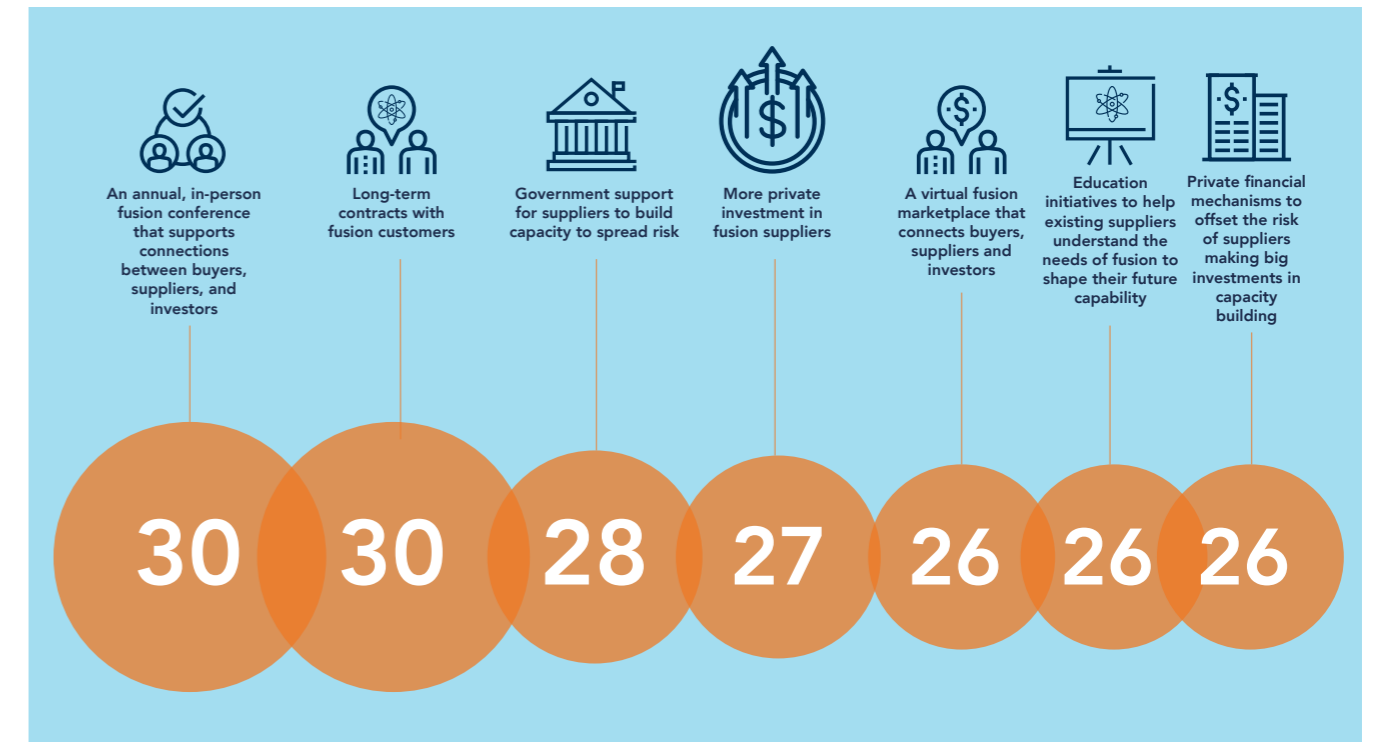 An annual, in-person
fusion conference
that supports
connections
between buyers,
suppliers, and
investors
Long-term
contracts with
fusion customers
Government support
for suppliers to build
capacity to spread risk
More private
investment in
fusion suppliers
A virtual fusion
marketplace that
connects buyers,
suppliers and
investors
Education
initiatives to help
existing suppliers
understand the
needs of fusion to
shape their future
capability
Private financial
mechanisms to
offset the risk
of suppliers
making big
investments in
capacity
building
30
30
28
27
26
26
26